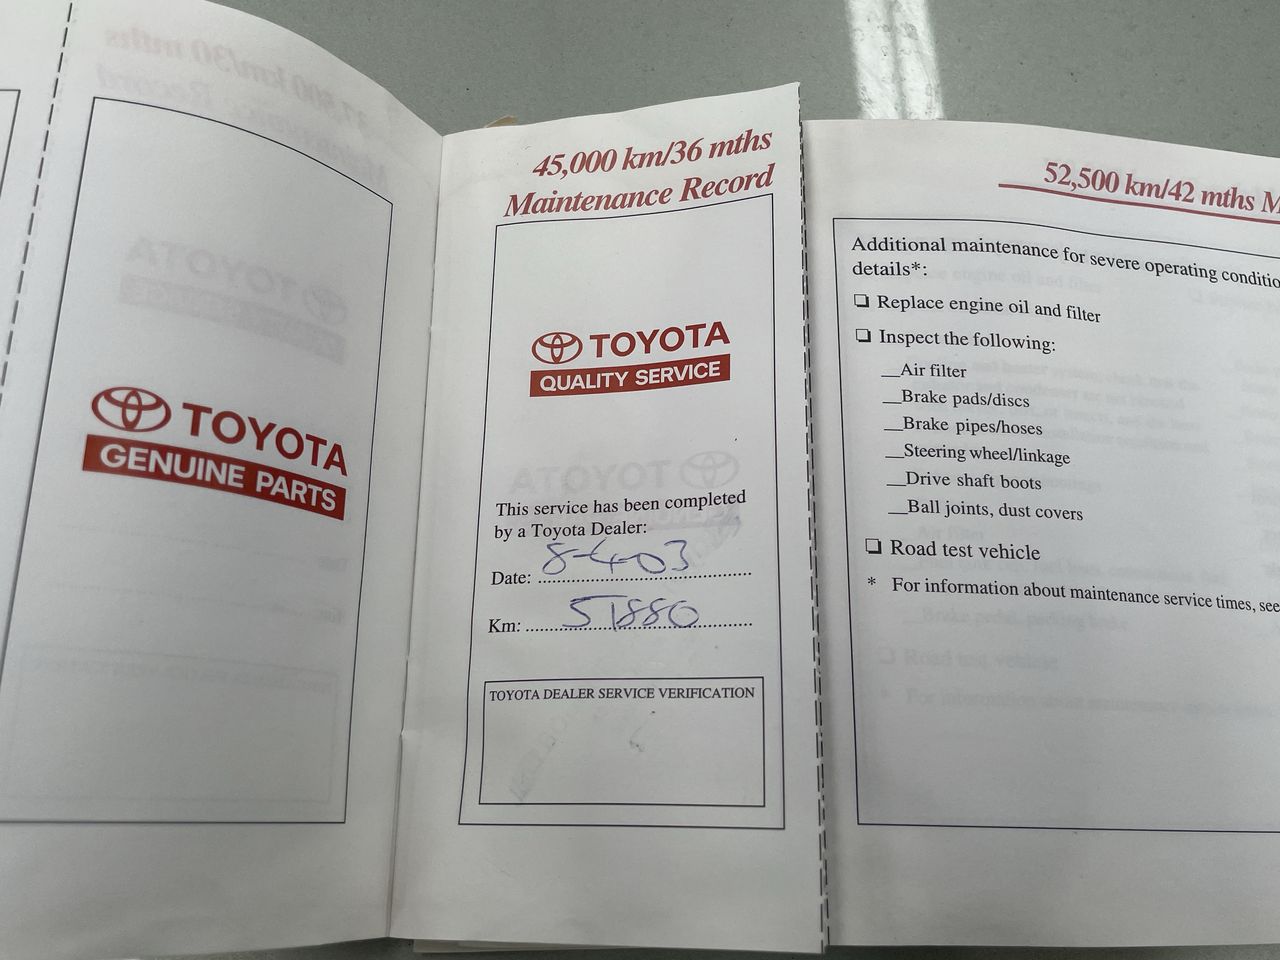 TOYOTA
GENUINE PARTS
45,000 km/36 mths
Maintenance Record
TOYOTA
QUALITY SERVICE
This service has been completed
by a Toyota Dealer:
Date: 8-4-03
Km: 51880
TOYOTA DEALER SERVICE VERIFICATION
52,500 km/42 mths M
Additional maintenance for severe operating conditio
details*:
❑ Replace engine oil and filter
❑ Inspect the following:
__Air filter
__Brake pads/discs
__Brake pipes/hoses
__Steering wheel/linkage
__Drive shaft boots
__Ball joints, dust covers
❑ Road test vehicle
* For information about maintenance service times, see